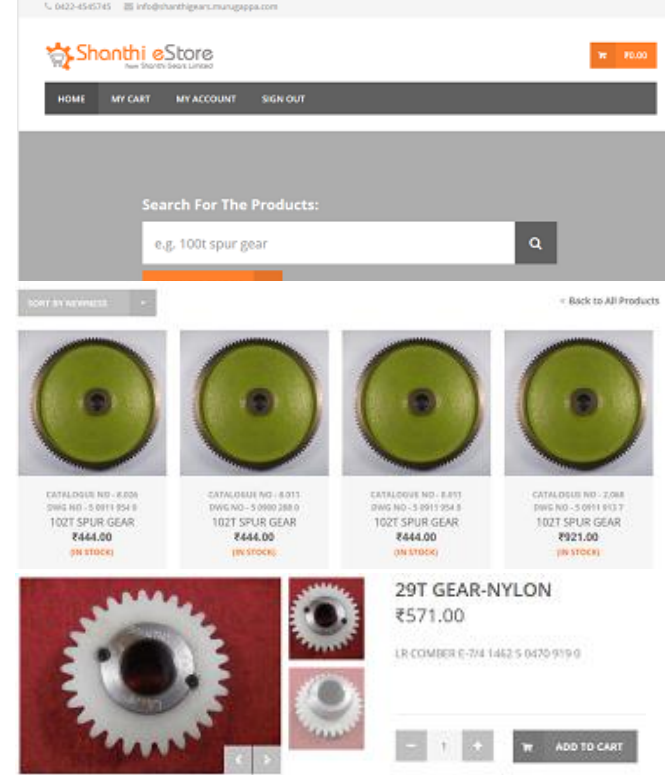 0422-4545745 info@shanthigears.murugappa.com
Shanthi eStore
from Shanthi Gears Limited
₹0.00
HOME MY CART MY ACCOUNT SIGN OUT
Search For The Products:
e.g. 100t spur gear
SORT BY NEWNESS
< Back to All Products
CATALOGUE NO - 8.026 CATALOGUE NO - 8.011 CATALOGUE NO - 8.011 CATALOGUE NO - 2.068
DWG NO - 5 0911 954 0 DWG NO - 5 0900 288 0 DWG NO - 5 0911 954 0 DWG NO - 5 0911 913 7
102T SPUR GEAR 102T SPUR GEAR 102T SPUR GEAR 102T SPUR GEAR
₹444.00 ₹444.00 ₹444.00 ₹921.00
(IN STOCK) (IN STOCK) (IN STOCK) (IN STOCK)
29T GEAR-NYLON
₹571.00
LR COMBER E-7/4 1462 5 0470 919 0
- 1 +
ADD TO CART